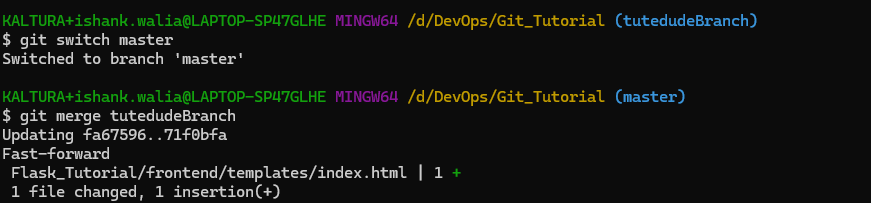 KALTURA+ishank.walia@LAPTOP-SP47GLHE MINGW64 /d/DevOps/Git_Tutorial (tutedudeBranch)
$ git switch master
Switched to branch 'master'
KALTURA+ishank.walia@LAPTOP-SP47GLHE MINGW64 /d/DevOps/Git_Tutorial (master)
$ git merge tutedudeBranch
Updating fa67596..71f0bfa
Fast-forward
 Flask_Tutorial/frontend/templates/index.html | 1 +
 1 file changed, 1 insertion(+)